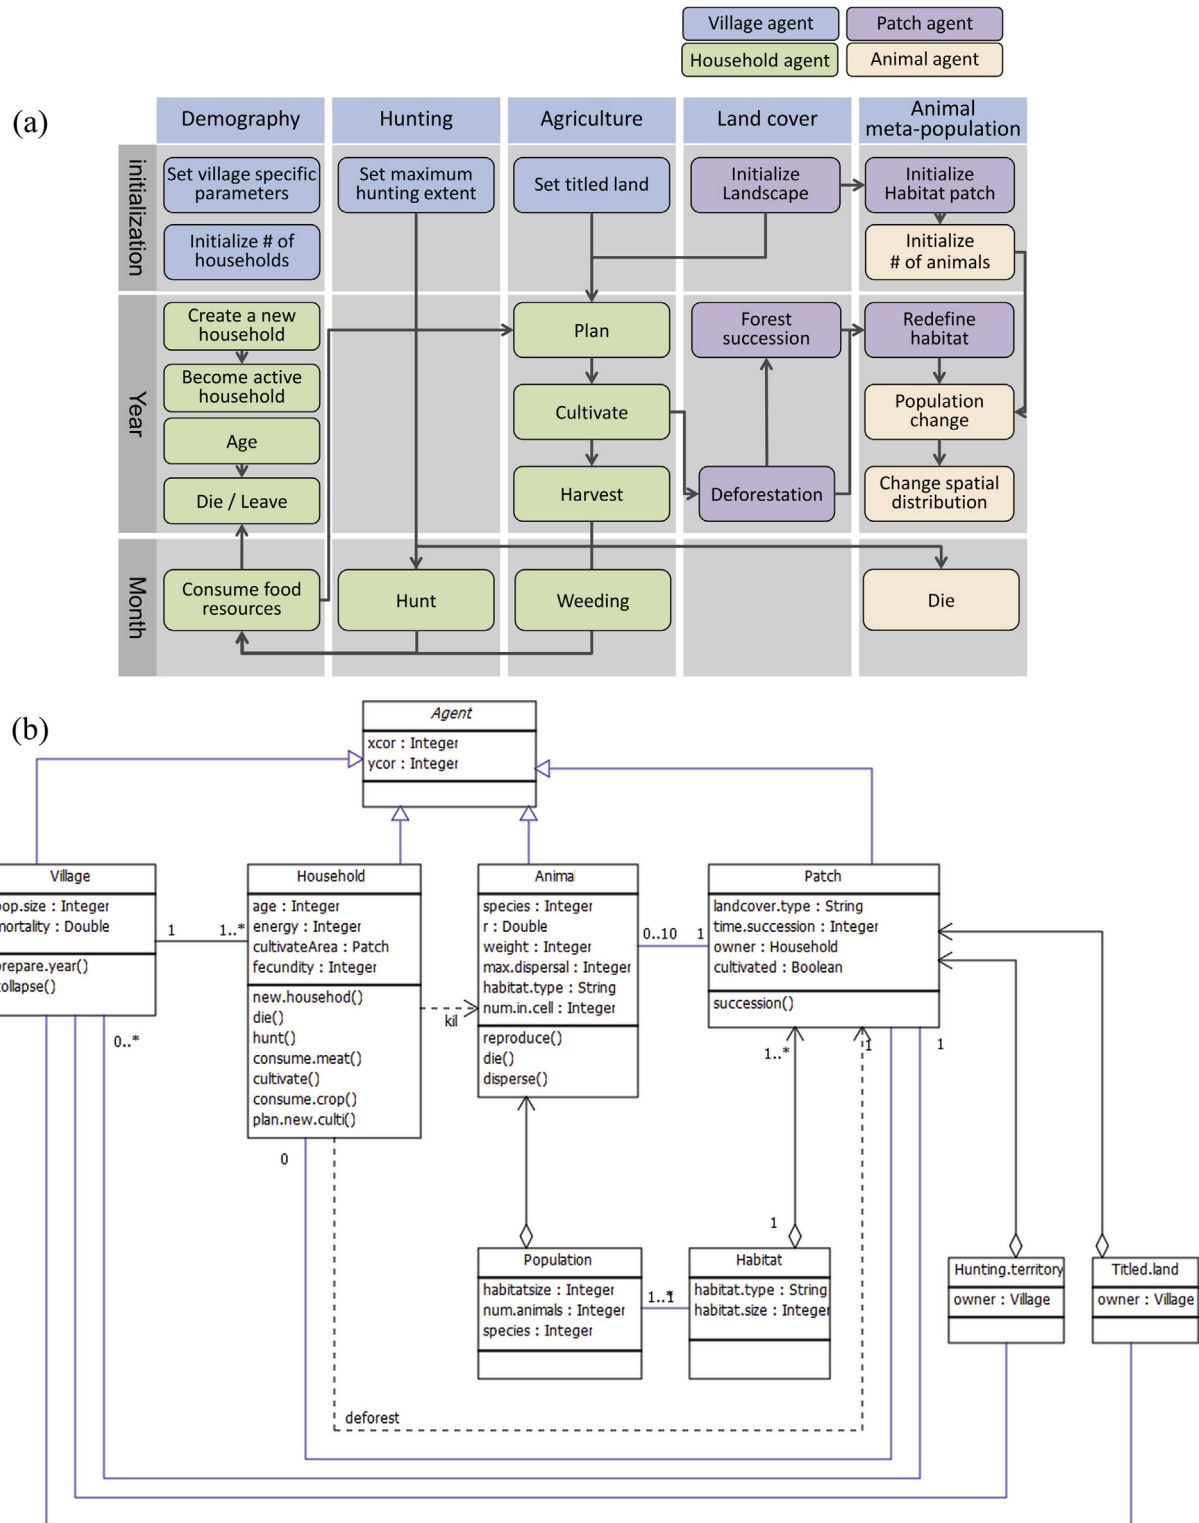 Village agent
Patch agent
Household agent
Animal agent
(a)
Demography
Hunting
Agriculture
Land cover
Animal
meta-population
initialization
Set village specific
parameters
Set maximum
hunting extent
Set titled land
Initialize
Landscape
Initialize
Habitat patch
Initialize # of
households
Initialize
# of animals
Year
Create a new
household
Plan
Forest
succession
Redefine
habitat
Become active
household
Cultivate
Population
change
Age
Die / Leave
Harvest
Deforestation
Change spatial
distribution
Month
Consume food
resources
Hunt
Weeding
Die
(b)
Agent
xcor : Integer
ycor : Integer
Village
pop.size : Integer
mortality : Double
prepare.year()
collapse()
1
1..*
0..*
Household
age : Integer
energy : Integer
cultivateArea : Patch
fecundity : Integer
new.househod()
die()
hunt()
consume.meat()
cultivate()
consume.crop()
plan.new.culti()
0
kil
Animal
species : Integer
r : Double
weight : Integer
max.dispersal : Integer
habitat.type : String
num.in.cell : Integer
reproduce()
die()
disperse()
0..10
1
Patch
landcover.type : String
time.succession : Integer
owner : Household
cultivated : Boolean
succession()
1..*
1
1
1
Population
habitatsize : Integer
num.animals : Integer
species : Integer
Habitat
habitat.type : String
habitat.size : Integer
Hunting.territory
owner : Village
Titled.land
owner : Village
deforest